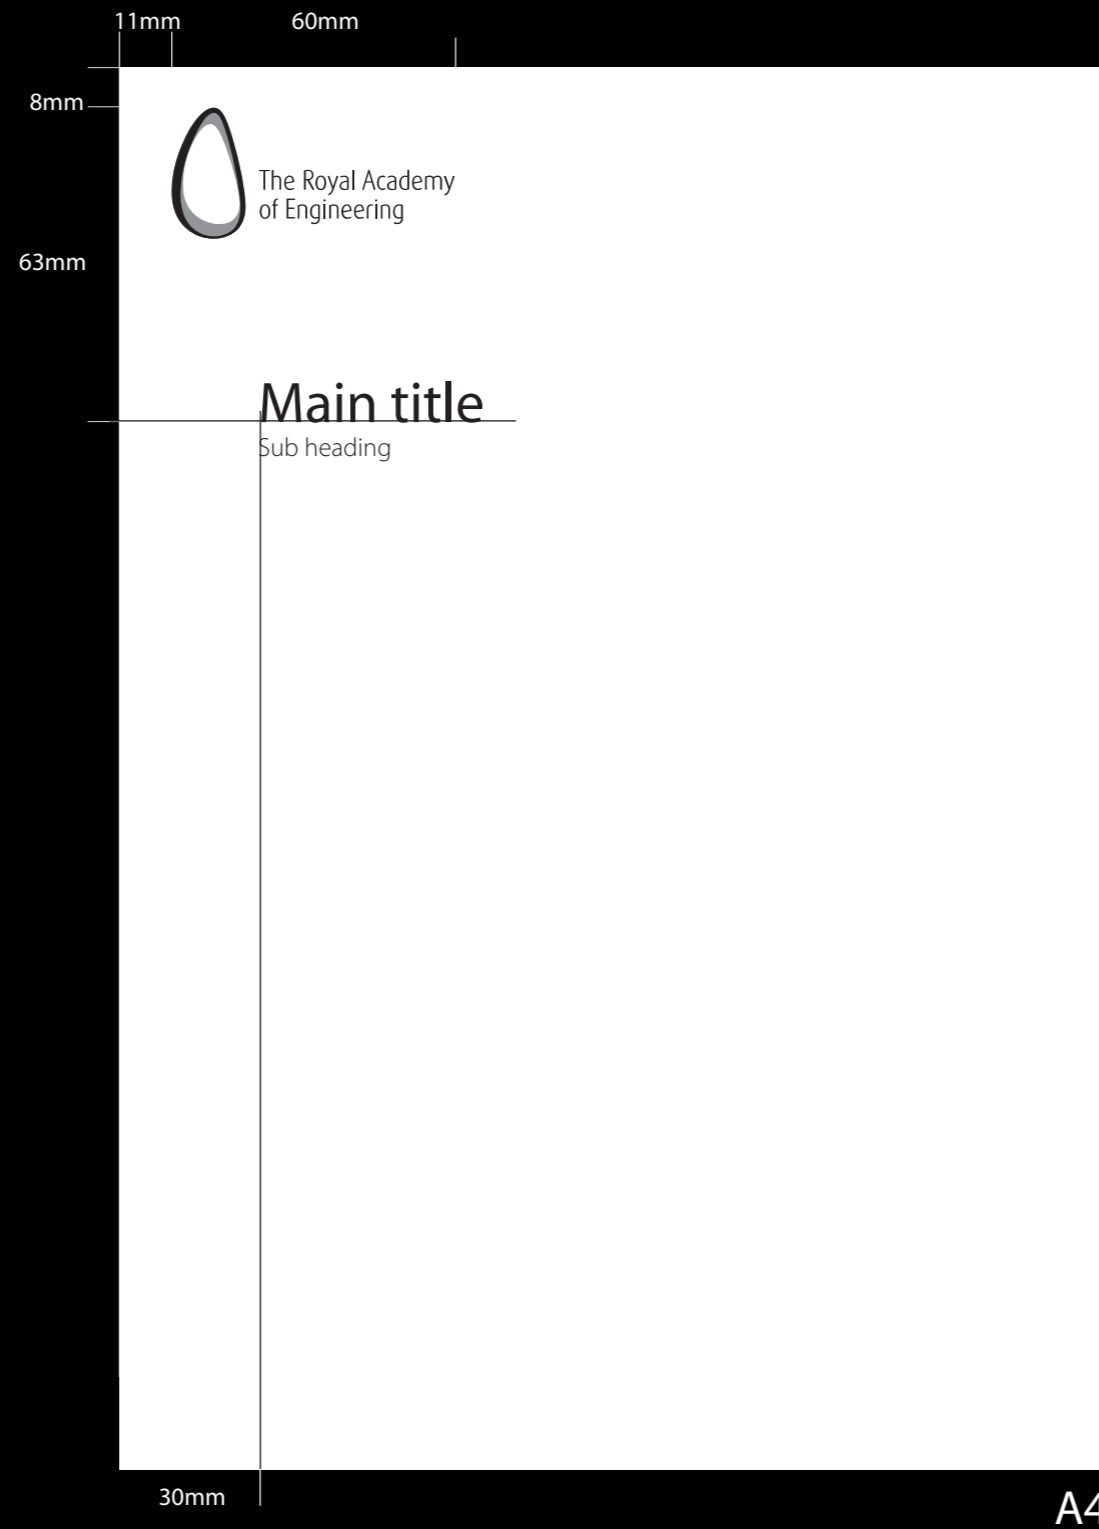 11mm 60mm
8mm
The Royal Academy
of Engineering
63mm
Main title
Sub heading
30mm
A4